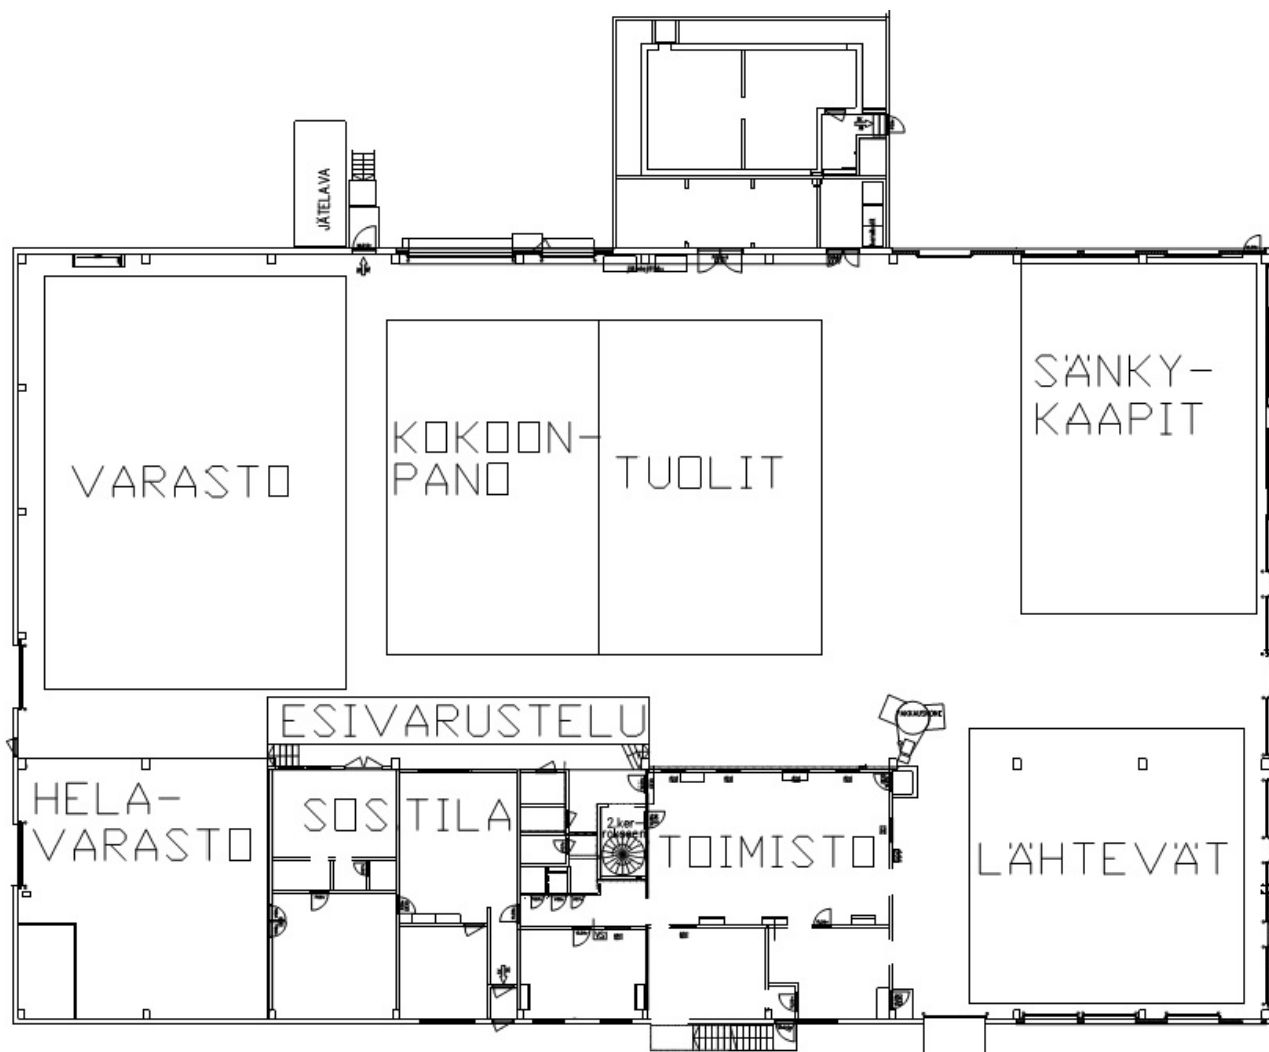 JÄTELAVA
VARASTO
KOKOON-
PANO
TUOLIT
SÄNKY-
KAAPIT
ESIVARUSTELU
HELA-
VARASTO
SOS.TILA
2.ker-
rokseen
TOIMISTO
LÄHTEVÄT